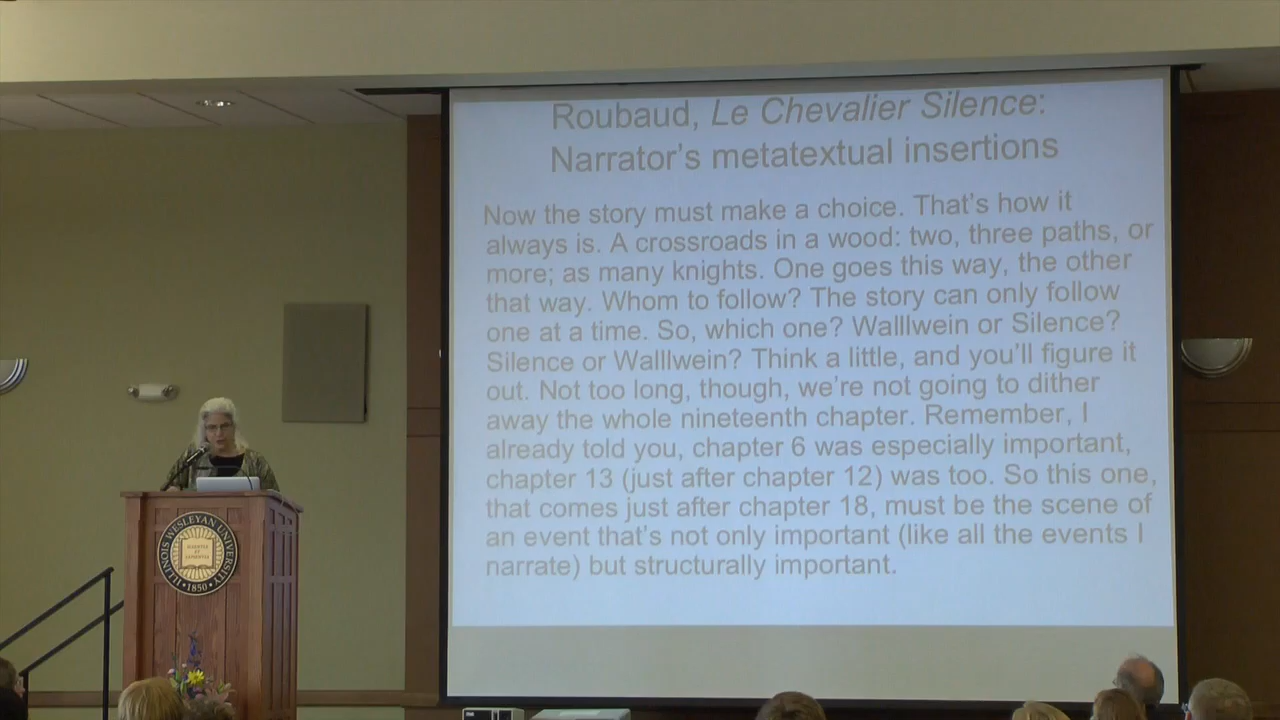 Roubaud, Le Chevalier Silence:
Narrator's metatextual insertions
Now the story must make a choice. That's how it
always is. A crossroads in a wood: two, three paths, or
more; as many knights. One goes this way, the other
that way. Whom to follow? The story can only follow
one at a time. So, which one? Walllwein or Silence?
Silence or Walllwein? Think a little, and you'll figure it
out. Not too long, though, we're not going to dither
away the whole nineteenth chapter. Remember, I
already told you, chapter 6 was especially important,
chapter 13 (just after chapter 12) was too. So this one,
that comes just after chapter 18, must be the scene of
an event that's not only important (like all the events I
narrate) but structurally important.
ILLINOIS WESLEYAN UNIVERSITY
•1850•